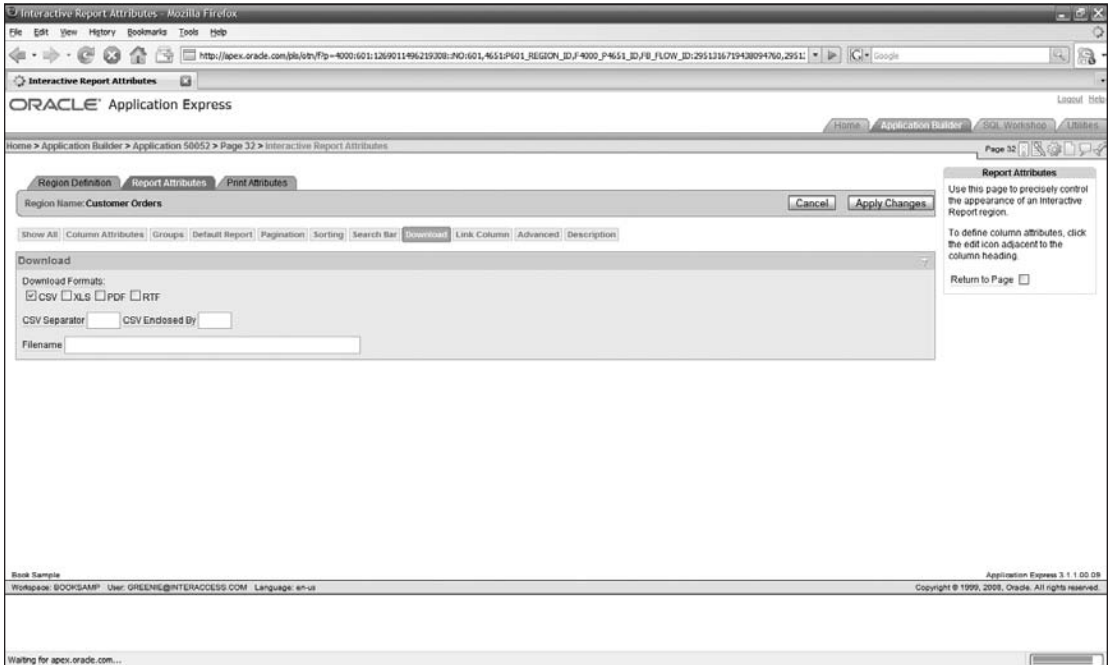 Interactive Report Attributes - Mozilla Firefox
File Edit View History Bookmarks Tools Help
Google
Interactive Report Attributes
ORACLE Application Express
Logout Help
Home Application Builder SQL Workshop Utilities
Home > Application Builder > Application 50052 > Page 32 > Interactive Report Attributes
Page 32
Region Definition Report Attributes Print Attributes
Region Name: Customer Orders
Cancel Apply Changes
Show All Column Attributes Groups Default Report Pagination Sorting Search Bar Download Link Column Advanced Description
Download
?
Download Formats:
CSV XLS PDF RTF
CSV Separator CSV Enclosed By
Filename
Report Attributes
Use this page to precisely control
the appearance of an Interactive
Report region.
To define column attributes, click
the edit icon adjacent to the
column heading.
Return to Page
Book Sample
Application Express 3.1.1.00.09
Workspace: BOOKSAMP User: GREENIE@INTERACCESS.COM Language: en-us
Copyright © 1999, 2008, Oracle. All rights reserved.
Waiting for apex.oracle.com...